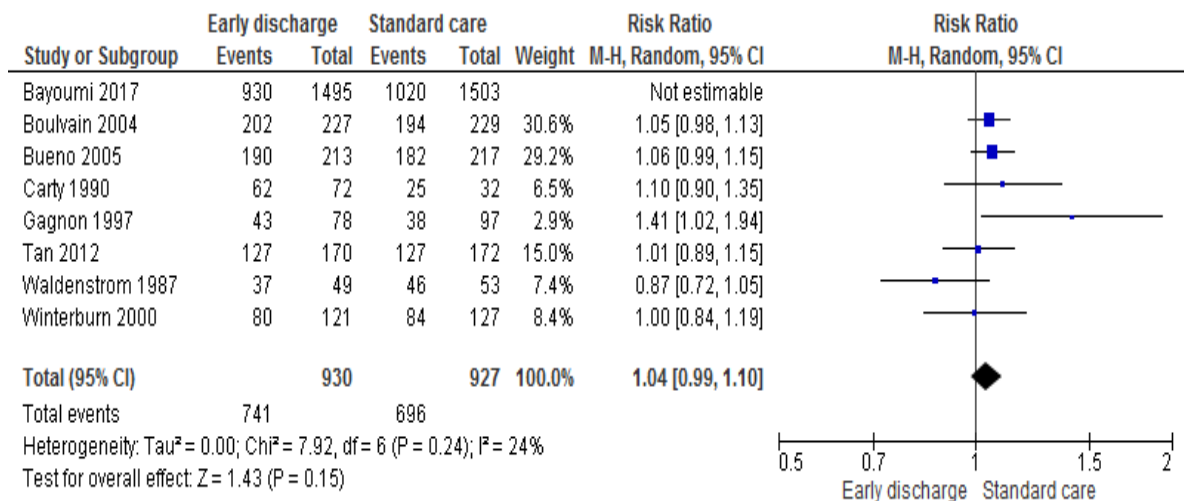 Early discharge Standard care Risk Ratio Risk Ratio
Study or Subgroup Events Total Events Total Weight M-H, Random, 95% CI M-H, Random, 95% CI
Bayoumi 2017 930 1495 1020 1503 Not estimable
Boulvain 2004 202 227 194 229 30.6% 1.05 [0.98, 1.13]
Bueno 2005 190 213 182 217 29.2% 1.06 [0.99, 1.15]
Carty 1990 62 72 25 32 6.5% 1.10 [0.90, 1.35]
Gagnon 1997 43 78 38 97 2.9% 1.41 [1.02, 1.94]
Tan 2012 127 170 127 172 15.0% 1.01 [0.89, 1.15]
Waldenstrom 1987 37 49 46 53 7.4% 0.87 [0.72, 1.05]
Winterburn 2000 80 121 84 127 8.4% 1.00 [0.84, 1.19]
Total (95% CI) 930 927 100.0% 1.04 [0.99, 1.10]
Total events 741 696
Heterogeneity: Tau² = 0.00; Chi² = 7.92, df = 6 (P = 0.24); I² = 24%
Test for overall effect: Z = 1.43 (P = 0.15)
0.5 0.7 1 1.5 2
Early discharge Standard care